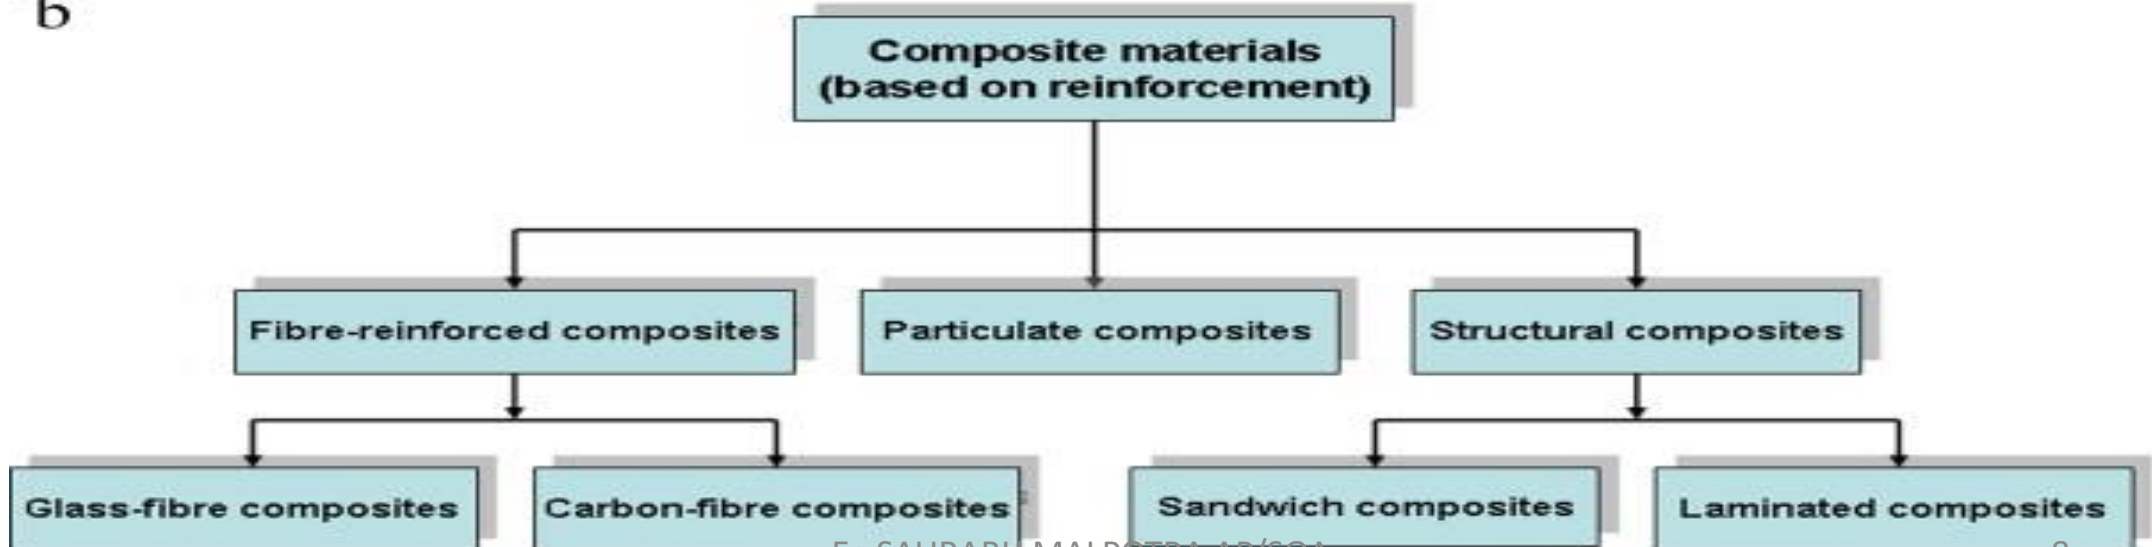 b
Composite materials
(based on reinforcement)
Fibre-reinforced composites
Particulate composites
Structural composites
Glass-fibre composites
Carbon-fibre composites
Sandwich composites
Laminated composites